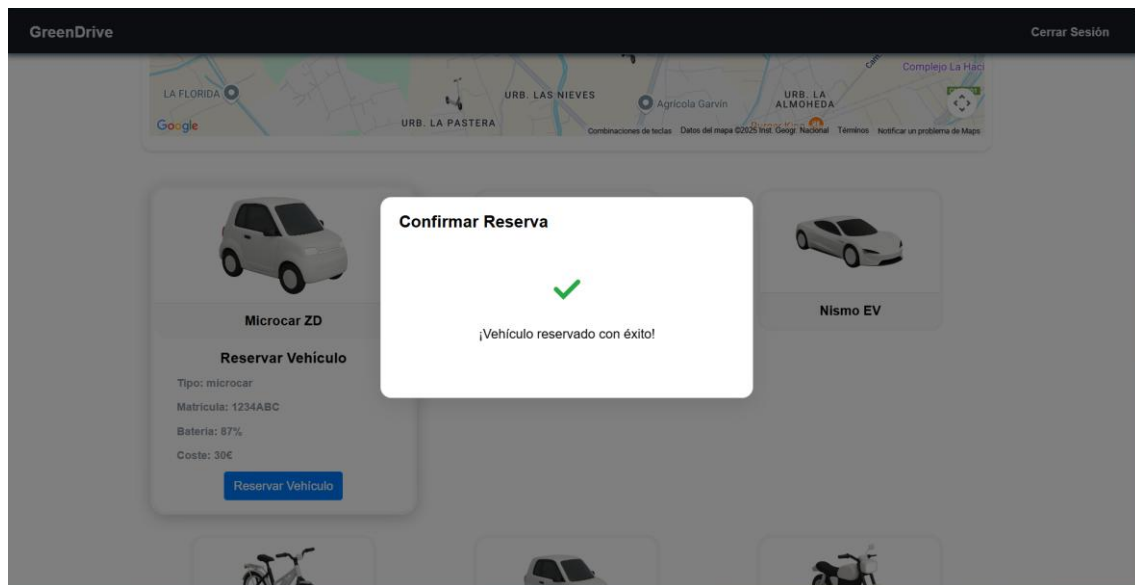 GreenDrive
Cerrar Sesión
Complejo La Haci
LA FLORIDA
URB. LAS NIEVES
Agrícola Garvín
URB. LA
ALMOHEDA
Google
URB. LA PASTERA
Combinaciones de teclas
Datos del mapa ©2025 Inst. Geogr. Nacional
Términos
Notificar un problema de Maps
Confirmar Reserva
¡Vehículo reservado con éxito!
Microcar ZD
Nismo EV
Reservar Vehículo
Tipo: microcar
Matrícula: 1234ABC
Batería: 87%
Coste: 30€
Reservar Vehículo